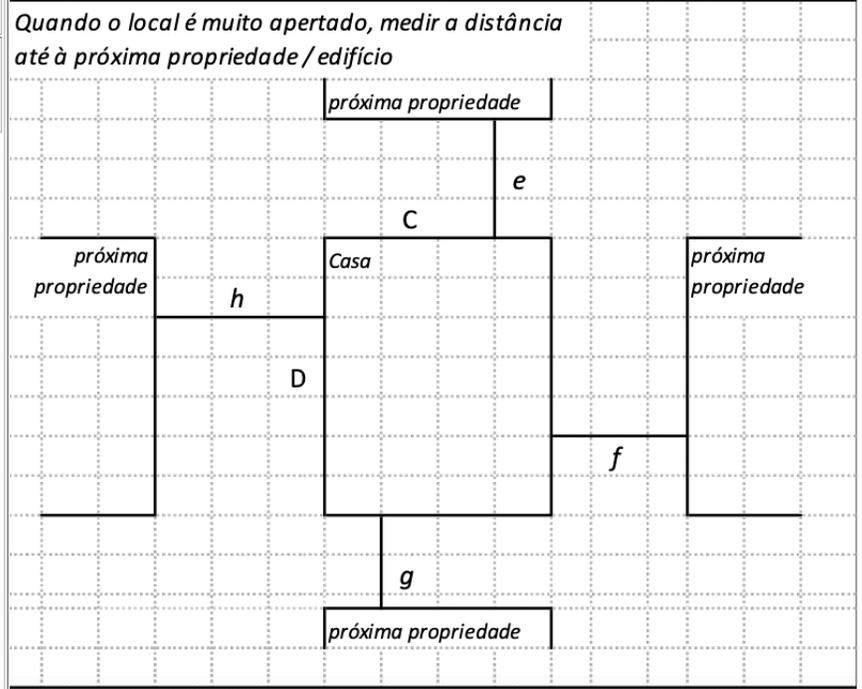 Quando o local é muito apertado, medir a distância
até à próxima propriedade / edifício
próxima propriedade
e
C
próxima
propriedade
Casa
próxima
propriedade
h
D
f
g
próxima propriedade